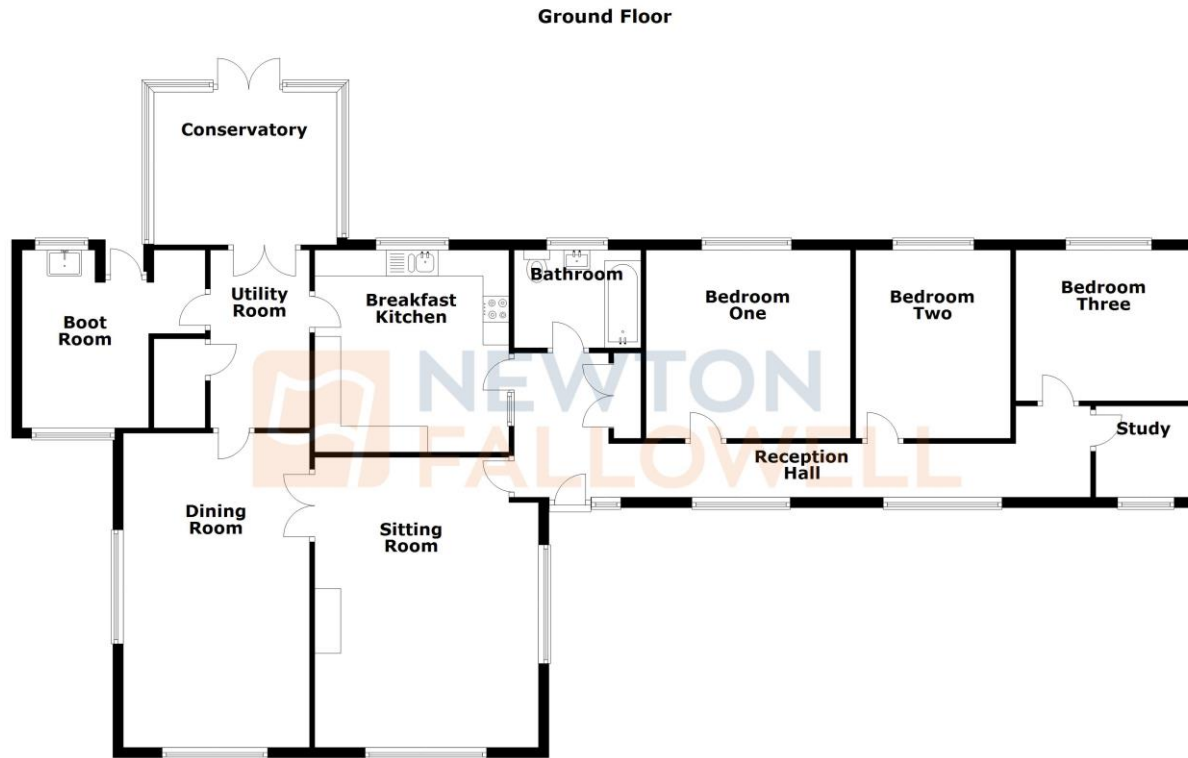 Ground Floor
Conservatory
Boot
Room
Utility
Room
Breakfast
Kitchen
Bathroom
Bedroom
One
Bedroom
Two
Bedroom
Three
Study
Reception
Hall
Dining
Room
Sitting
Room
NEWTON
FALLOWELL